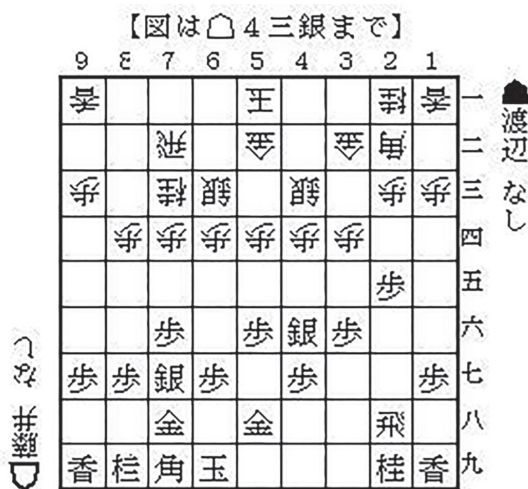 【図は☖4三銀まで】
9 8 7 6 5 4 3 2 1
香 玉 桂 香 一
飛 金 金 角 二
歩 桂 銀 銀 歩 歩 三
歩 歩 歩 歩 歩 歩 四
歩 五
歩 歩 銀 歩 六
歩 歩 銀 歩 歩 歩 七
金 金 飛 八
香 桂 角 玉 桂 香 九
☗渡辺 なし
☖藤井 なし